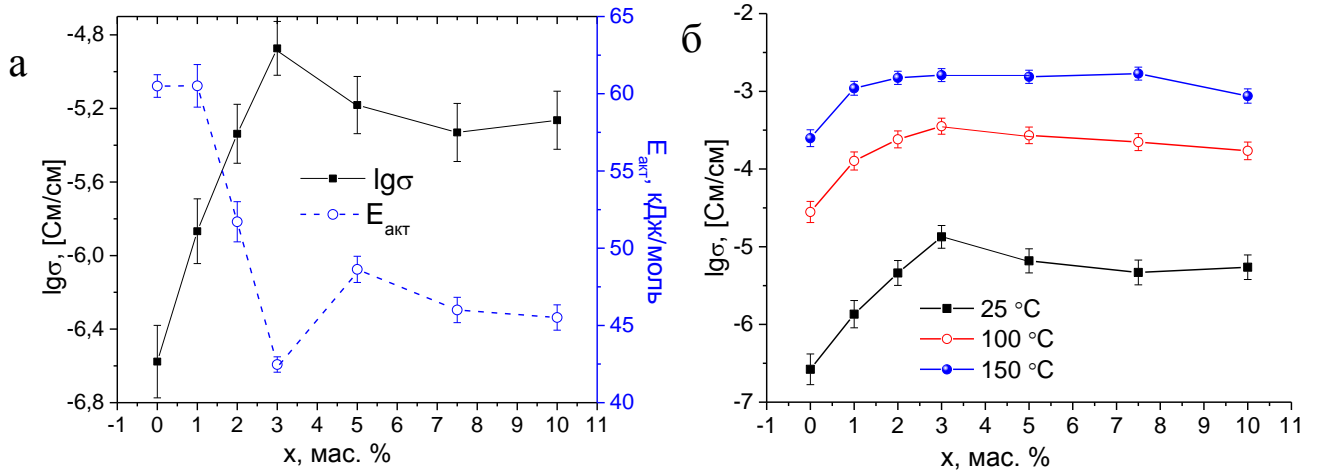 а
lgσ, [См/см]
-4,8
-5,2
-5,6
-6,0
-6,4
-6,8
lgσ
Eакт
65
60
55
50
45
40
Eакт, кДж/моль
-1 0 1 2 3 4 5 6 7 8 9 10 11
x, мас. %
б
lgσ, [См/см]
-2
-3
-4
-5
-6
-7
25 °C
100 °C
150 °C
-1 0 1 2 3 4 5 6 7 8 9 10 11
x, мас. %